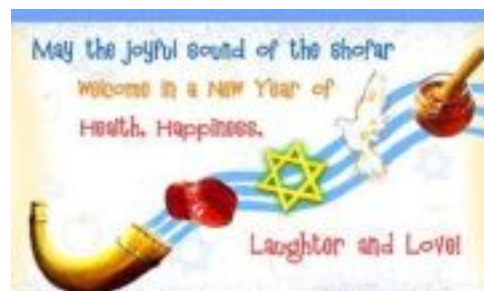 May the joyful sound of the shofar
Welcome in a New Year of
Health, Happiness,
Laughter and Love!